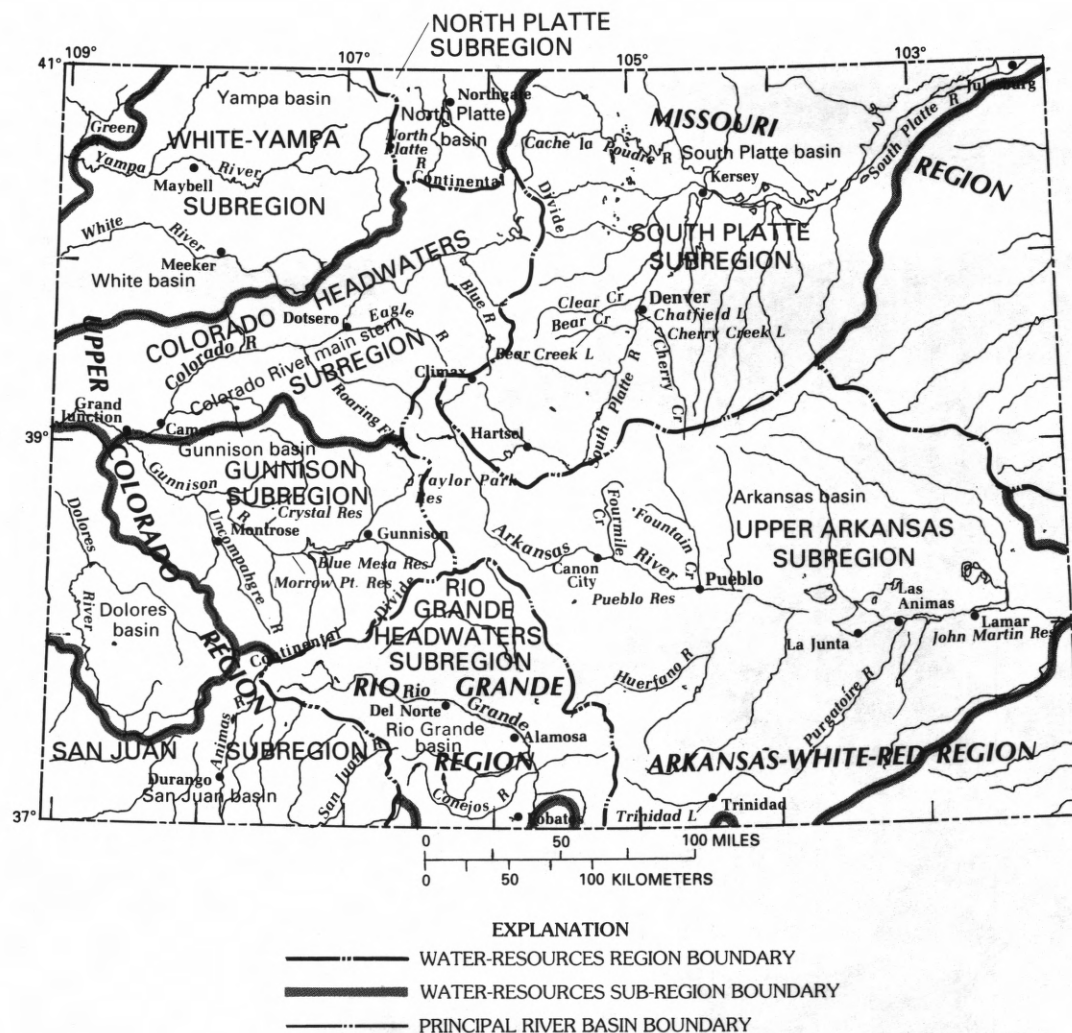 NORTH PLATTE
SUBREGION
109°
107°
105°
103°
41°
39°
37°
Julesburg
Yampa basin
Northgate
North Platte
basin
MISSOURI
REGION
South Platte R
Green
WHITE-YAMPA
SUBREGION
North
Platte
R
Cache la
Poudre R
South Platte basin
Yampa
River
Maybell
Continental
Divide
Kersey
White
River
Meeker
White basin
HEADWATERS
COLORADO
SUBREGION
SOUTH PLATTE
SUBREGION
Blue R
Clear Cr
Bear Cr
Bear Creek L
Denver
Chatfield L
Cherry Creek L
Cherry
Cr
South Platte R
Dotsero
Eagle
R
Colorado R
Colorado River main stem
UPPER
COLORADO
REGION
Climax
Roaring Fork
Grand
Junction
Cameo
Hartsel
Gunnison basin
GUNNISON
SUBREGION
Gunnison
R
Crystal Res
Taylor Park
Res
Montrose
Uncompahgre
R
Gunnison
Blue Mesa Res
Morrow Pt. Res
Dolores
River
Dolores
basin
Arkansas
River
Canon
City
Fourmile
Cr
Fountain
Cr
Pueblo
Pueblo Res
Arkansas basin
UPPER ARKANSAS
SUBREGION
Las
Animas
La Junta
Lamar
John Martin Res
Continental
Divide
RIO
GRANDE
HEADWATERS
SUBREGION
RIO GRANDE
REGION
Rio
Grande
Del Norte
Rio Grande
basin
Alamosa
Conejos R
Lobatos
Huerfano R
Purgatoire R
ARKANSAS-WHITE-RED REGION
Trinidad
Trinidad L
SAN JUAN
SUBREGION
Animas R
Durango
San Juan basin
San Juan R
0 50 100 MILES
0 50 100 KILOMETERS
EXPLANATION
WATER-RESOURCES REGION BOUNDARY
WATER-RESOURCES SUB-REGION BOUNDARY
PRINCIPAL RIVER BASIN BOUNDARY